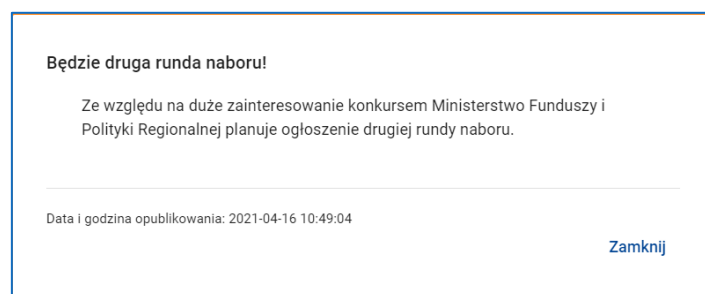 Będzie druga runda naboru!
Ze względu na duże zainteresowanie konkursem Ministerstwo Funduszy i
Polityki Regionalnej planuje ogłoszenie drugiej rundy naboru.
Data i godzina opublikowania: 2021-04-16 10:49:04
Zamknij